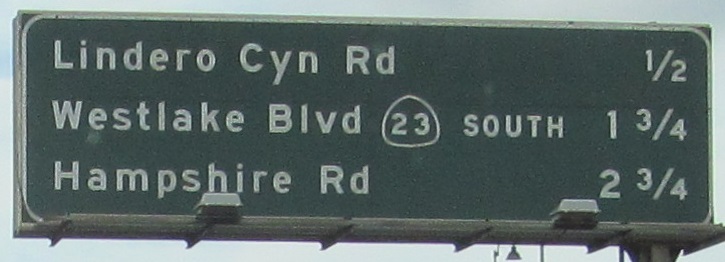 Lindero Cyn Rd 1/2
Westlake Blvd 23 SOUTH 1 3/4
Hampshire Rd 2 3/4